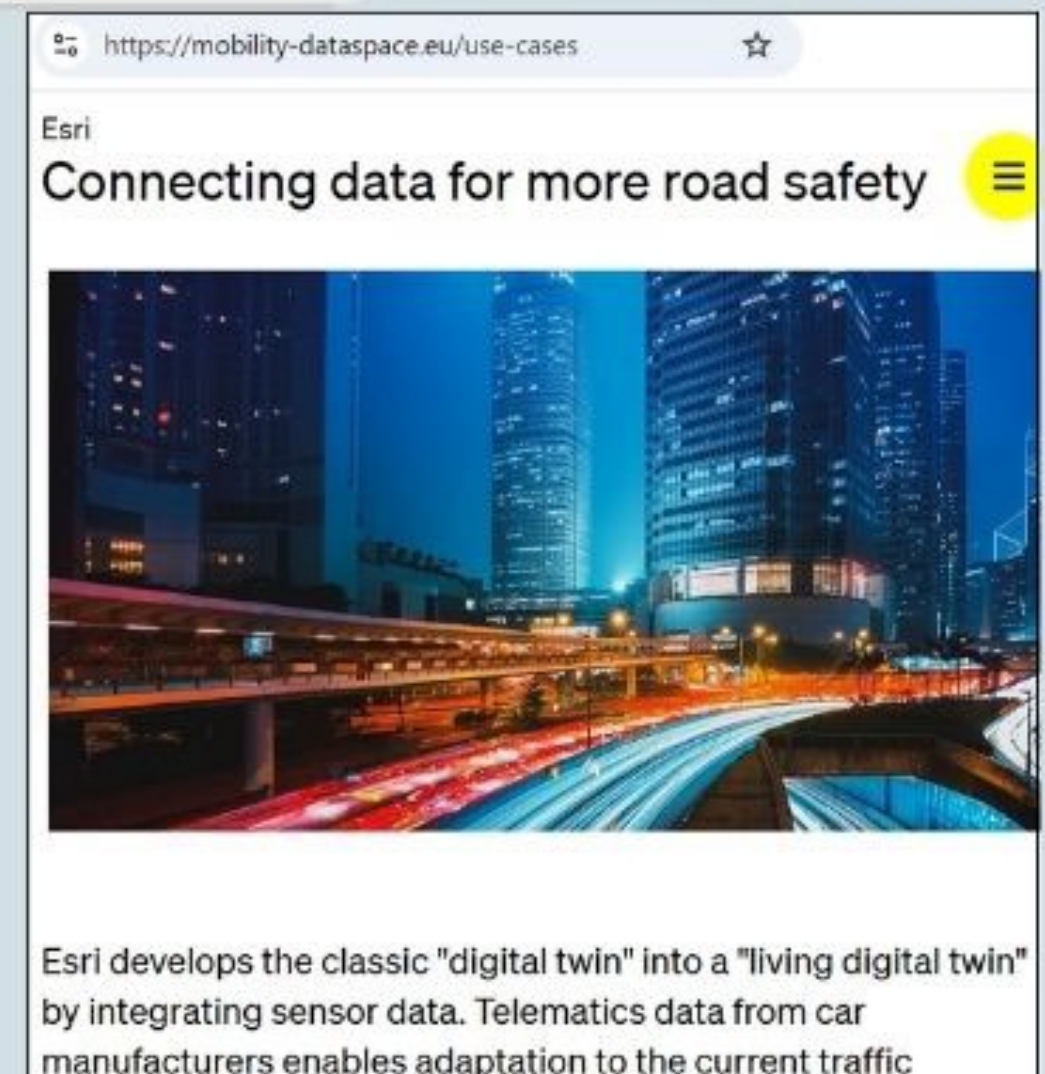 https://mobility-dataspace.eu/use-cases
Esri
Connecting data for more road safety
Esri develops the classic "digital twin" into a "living digital twin"
by integrating sensor data. Telematics data from car
manufacturers enables adaptation to the current traffic